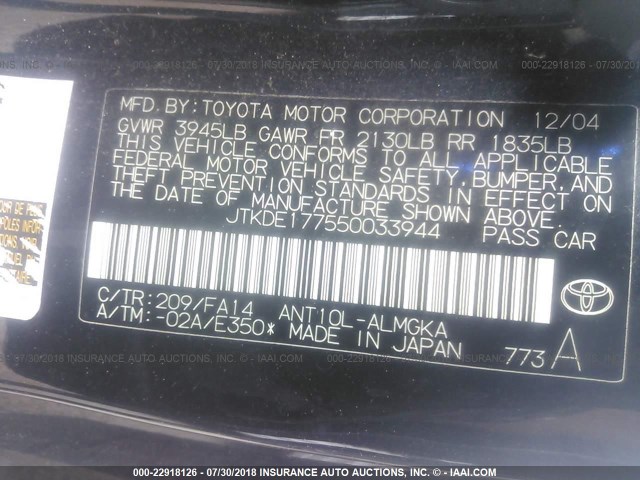 MFD. BY: TOYOTA MOTOR CORPORATION 12/04
GVWR 3945LB GAWR FR 2130LB RR 1835LB
THIS VEHICLE CONFORMS TO ALL APPLICABLE
FEDERAL MOTOR VEHICLE SAFETY, BUMPER, AND
THEFT PREVENTION STANDARDS IN EFFECT ON
THE DATE OF MANUFACTURE SHOWN ABOVE.
JTKDE177550033944 PASS CAR
C/TR: 209/FA14 ANT10L-ALMGKA
A/TM: -02A/E350* MADE IN JAPAN 773 A
000-22918126 - 07/30/2018 INSURANCE AUTO AUCTIONS, INC. © - IAAI.COM